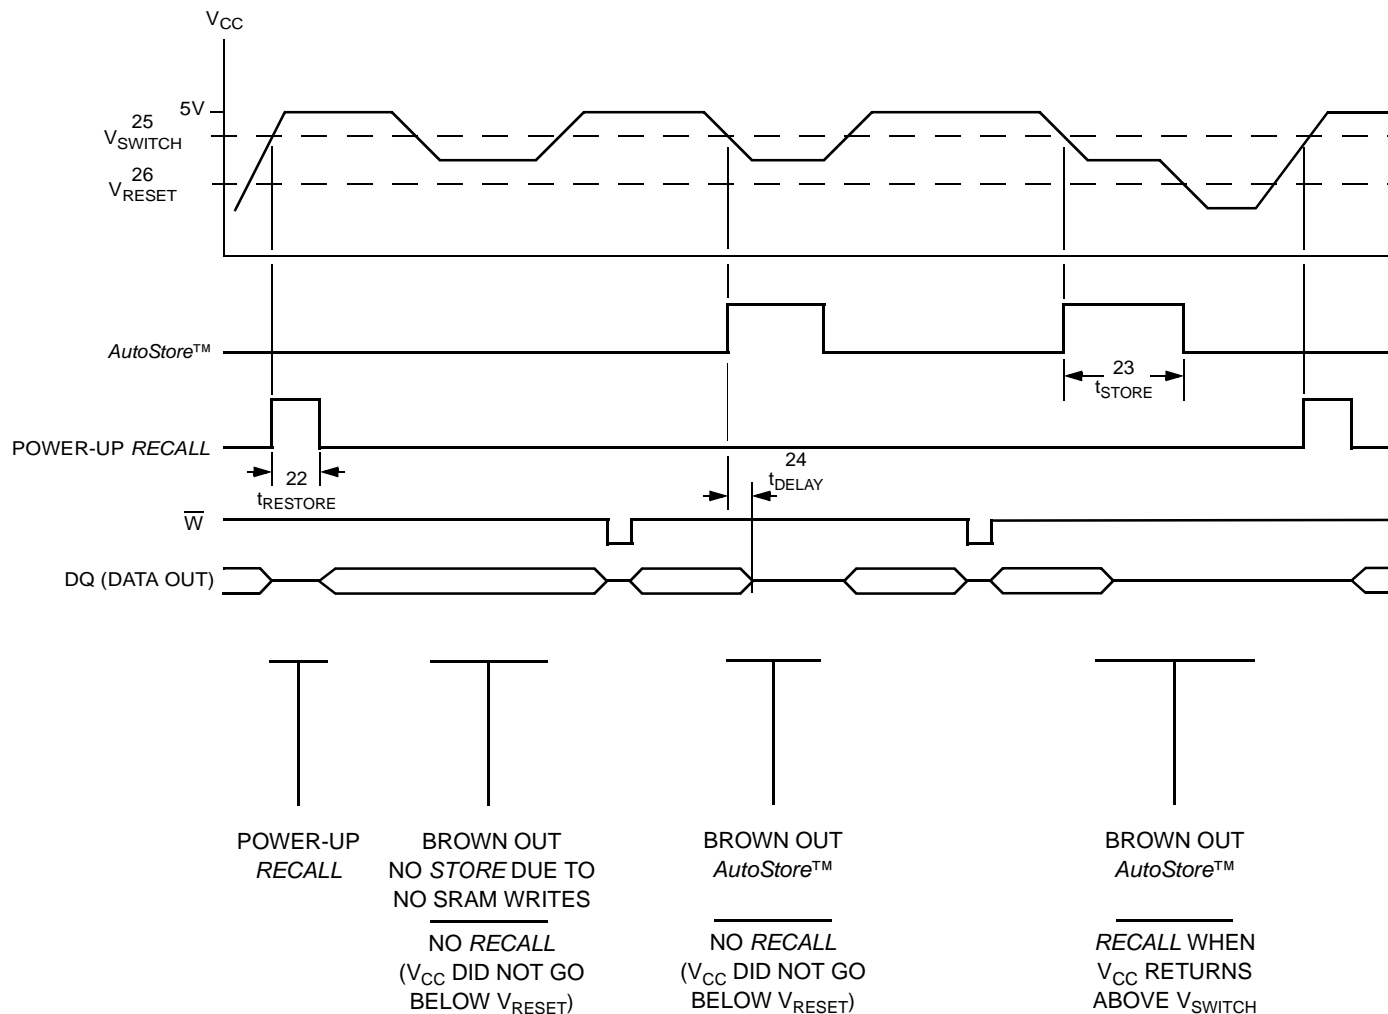 VCC
5V
25
VSWITCH
26
VRESET
AutoStore™
23
tSTORE
POWER-UP RECALL
22
tRESTORE
24
tDELAY
W
DQ (DATA OUT)
POWER-UP
RECALL
BROWN OUT
NO STORE DUE TO
NO SRAM WRITES
NO RECALL
(VCC DID NOT GO
BELOW VRESET)
BROWN OUT
AutoStore™
NO RECALL
(VCC DID NOT GO
BELOW VRESET)
BROWN OUT
AutoStore™
RECALL WHEN
VCC RETURNS
ABOVE VSWITCH